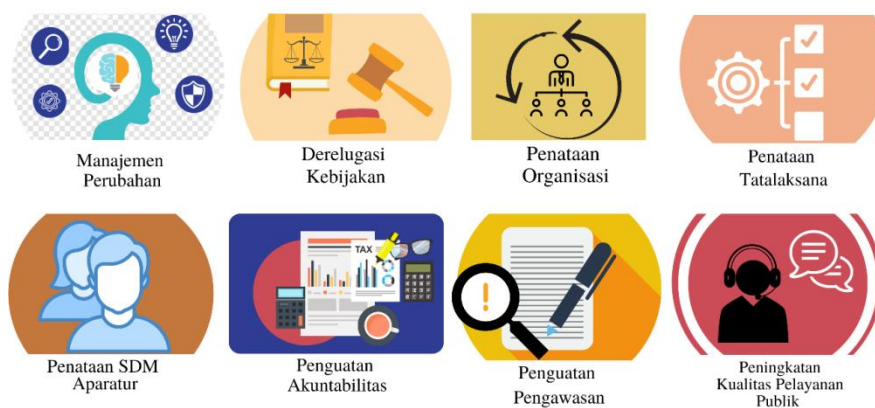 Manajemen
Perubahan
Derelugasi
Kebijakan
Penataan
Organisasi
Penataan
Tatalaksana
TAX
Penataan SDM
Aparatur
Penguatan
Akuntabilitas
Penguatan
Pengawasan
Peningkatan
Kualitas Pelayanan
Publik